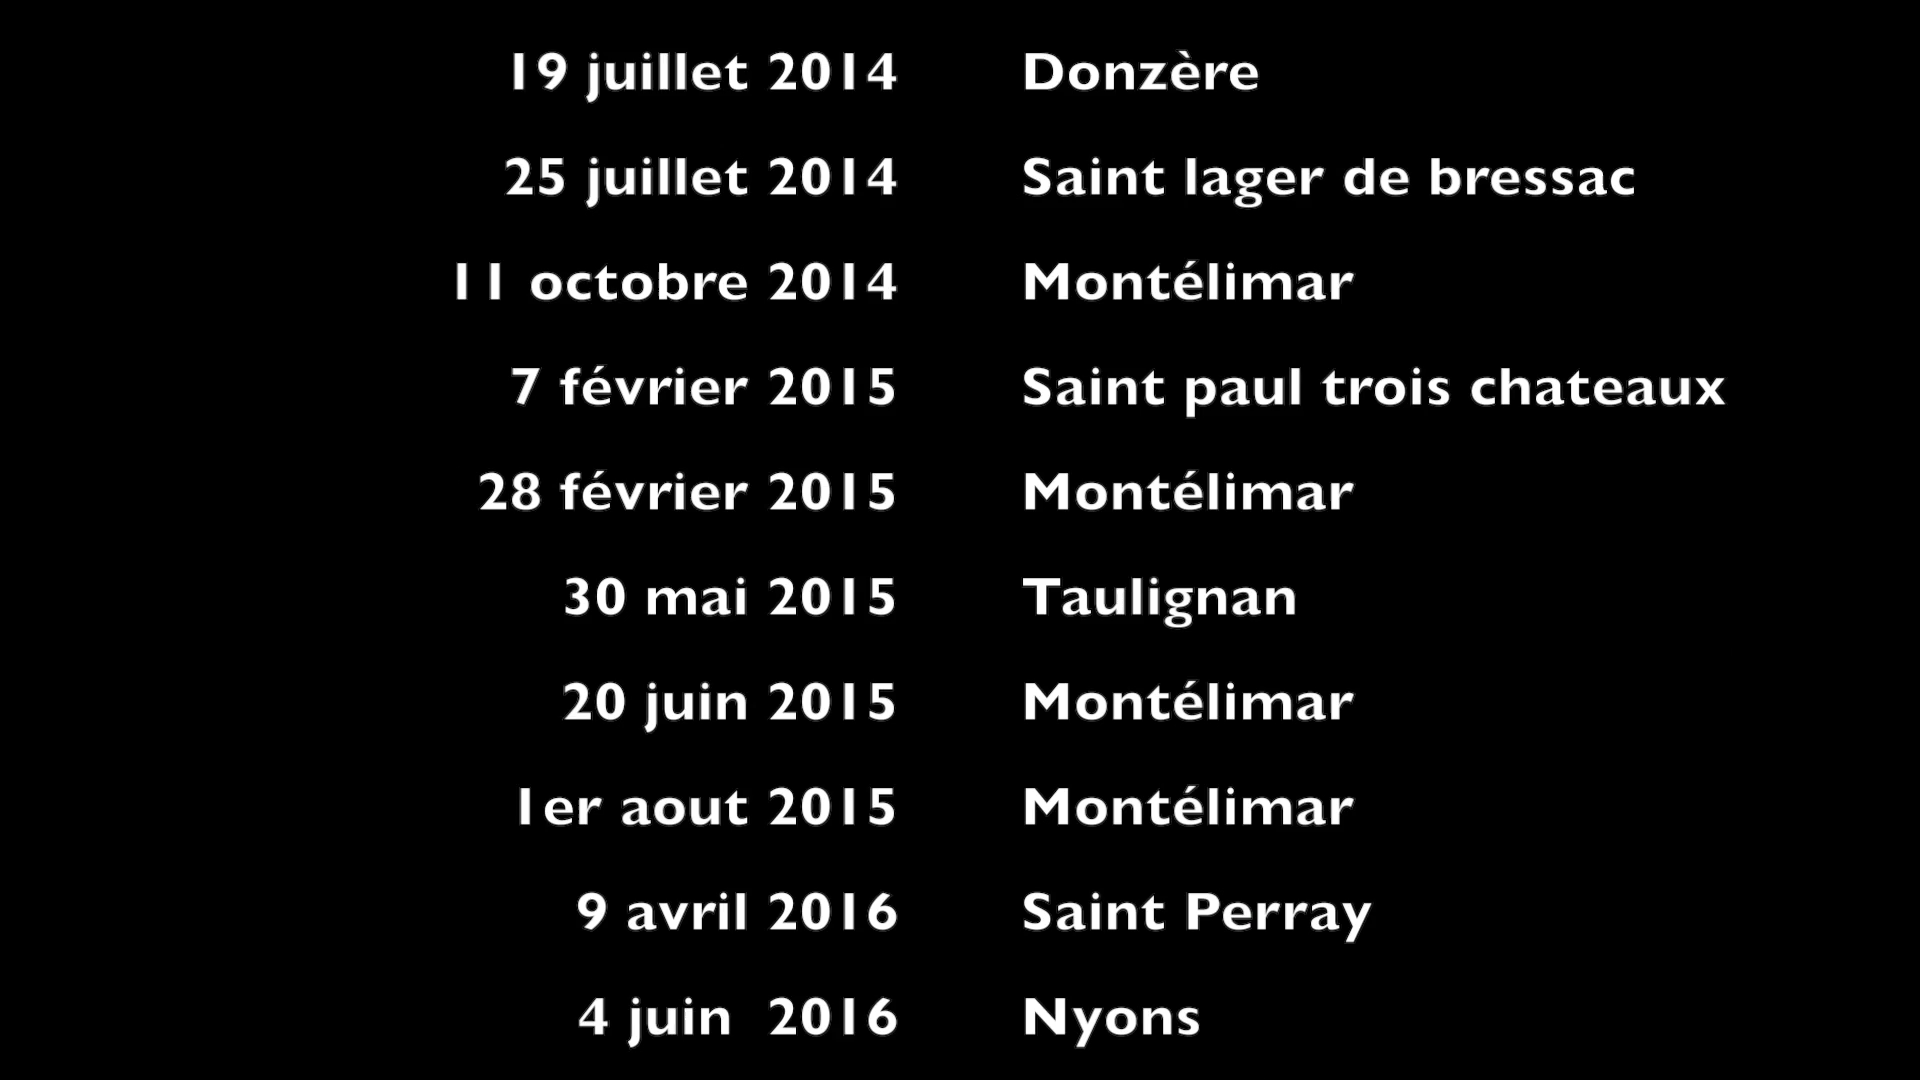 19 juillet 2014 Donzère
25 juillet 2014 Saint lager de bressac
11 octobre 2014 Montélimar
7 février 2015 Saint paul trois chateaux
28 février 2015 Montélimar
30 mai 2015 Taulignan
20 juin 2015 Montélimar
1er aout 2015 Montélimar
9 avril 2016 Saint Perray
4 juin 2016 Nyons